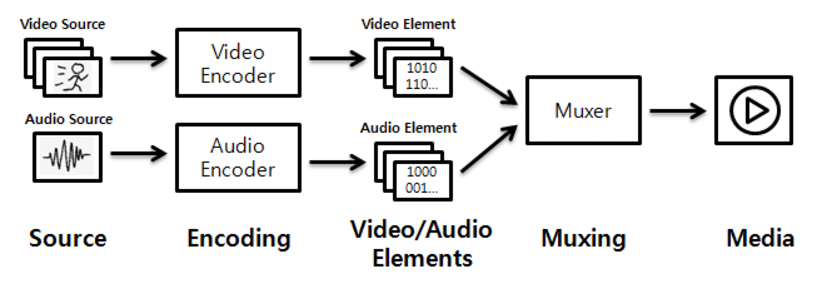 Video Source
Video
Encoder
Video Element
1010
110...
Audio Source
Audio
Encoder
Audio Element
1000
001...
Muxer
Source
Encoding
Video/Audio
Elements
Muxing
Media